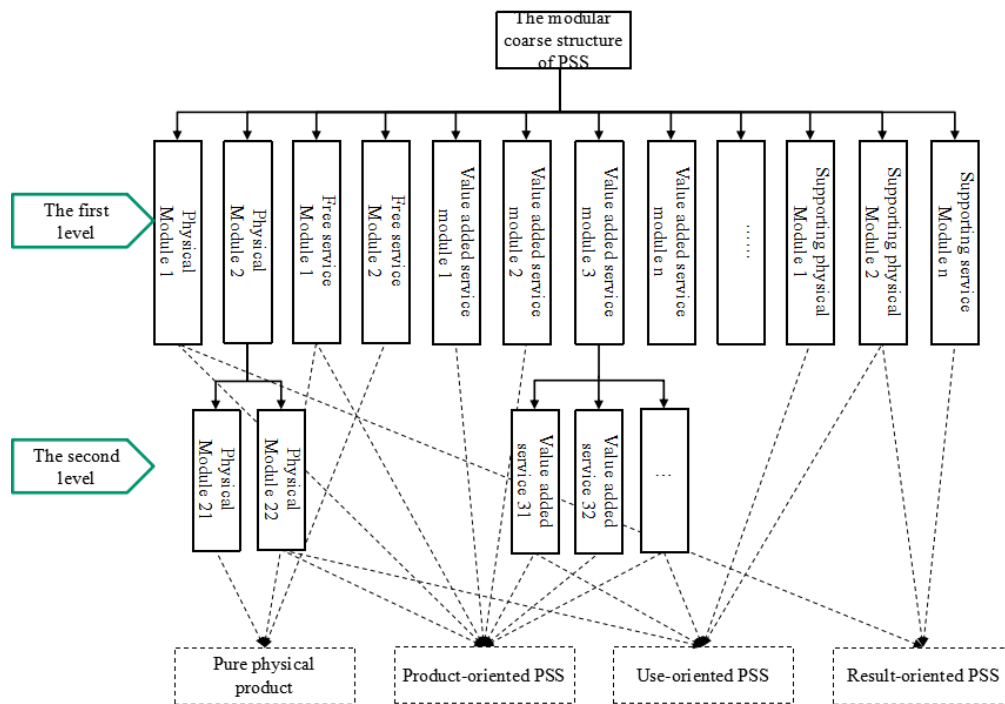 The modular
coarse structure
of PSS
The first
level
Physical
Module 1
Physical
Module 2
Free service
Module 1
Free service
Module 2
Value added service
module 1
Value added service
module 2
Value added service
module 3
Value added service
module n
……
Supporting physical
Module 1
Supporting physical
Module 2
Supporting service
Module n
The second
level
Physical
Module 21
Physical
Module 22
Value added
service 31
Value added
service 32
…
Pure physical
product
Product-oriented PSS
Use-oriented PSS
Result-oriented PSS